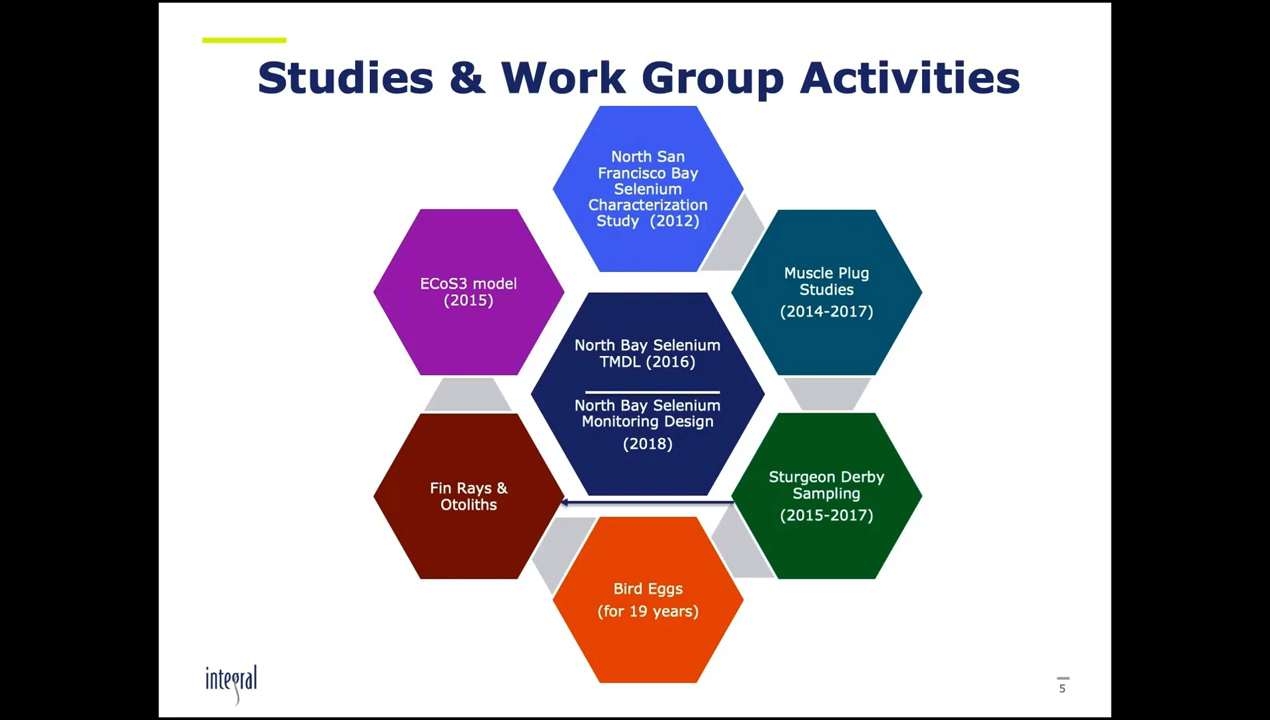 Studies & Work Group Activities
North San
Francisco Bay
Selenium
Characterization
Study (2012)
Muscle Plug
Studies
(2014-2017)
ECoS3 model
(2015)
North Bay Selenium
TMDL (2016)
North Bay Selenium
Monitoring Design
(2018)
Sturgeon Derby
Sampling
(2015-2017)
Fin Rays &
Otoliths
Bird Eggs
(for 19 years)
integral
5